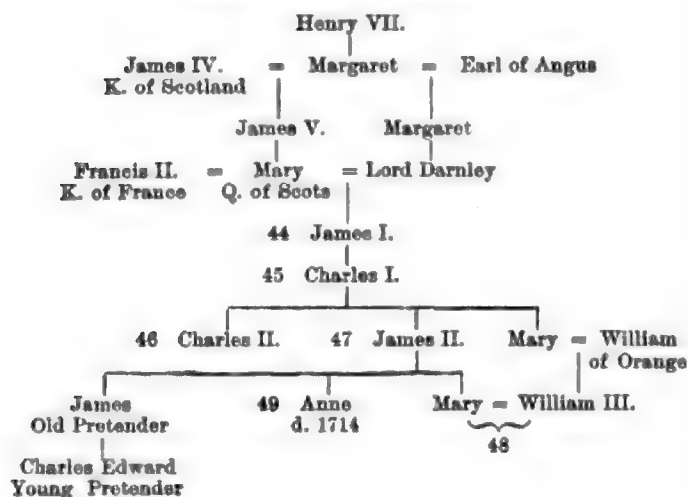 Henry VII.
James IV. = Margaret = Earl of Angus
K. of Scotland
James V. Margaret
Francis II. = Mary = Lord Darnley
K. of France Q. of Scots
44 James I.
45 Charles I.
46 Charles II. 47 James II. Mary = William
of Orange
James 49 Anne Mary = William III.
Old Pretender d. 1714 48
Charles Edward
Young Pretender